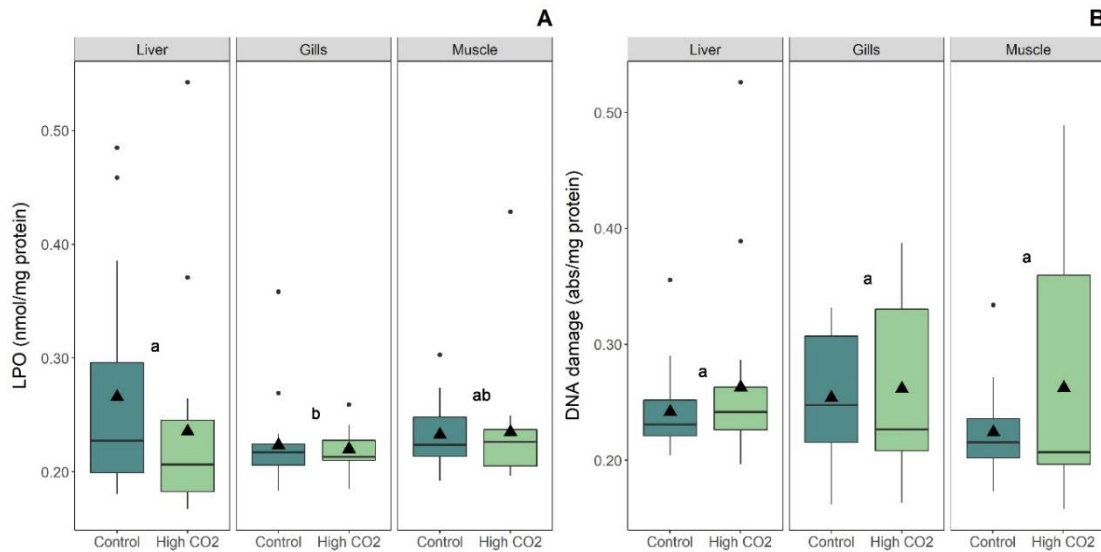 A
Liver Gills Muscle
LPO (nmol/mg protein)
0.50
0.40
0.30
0.20
a
b
ab
Control High CO2 Control High CO2 Control High CO2
B
Liver Gills Muscle
DNA damage (abs/mg protein)
0.50
0.40
0.30
0.20
a
a
a
Control High CO2 Control High CO2 Control High CO2